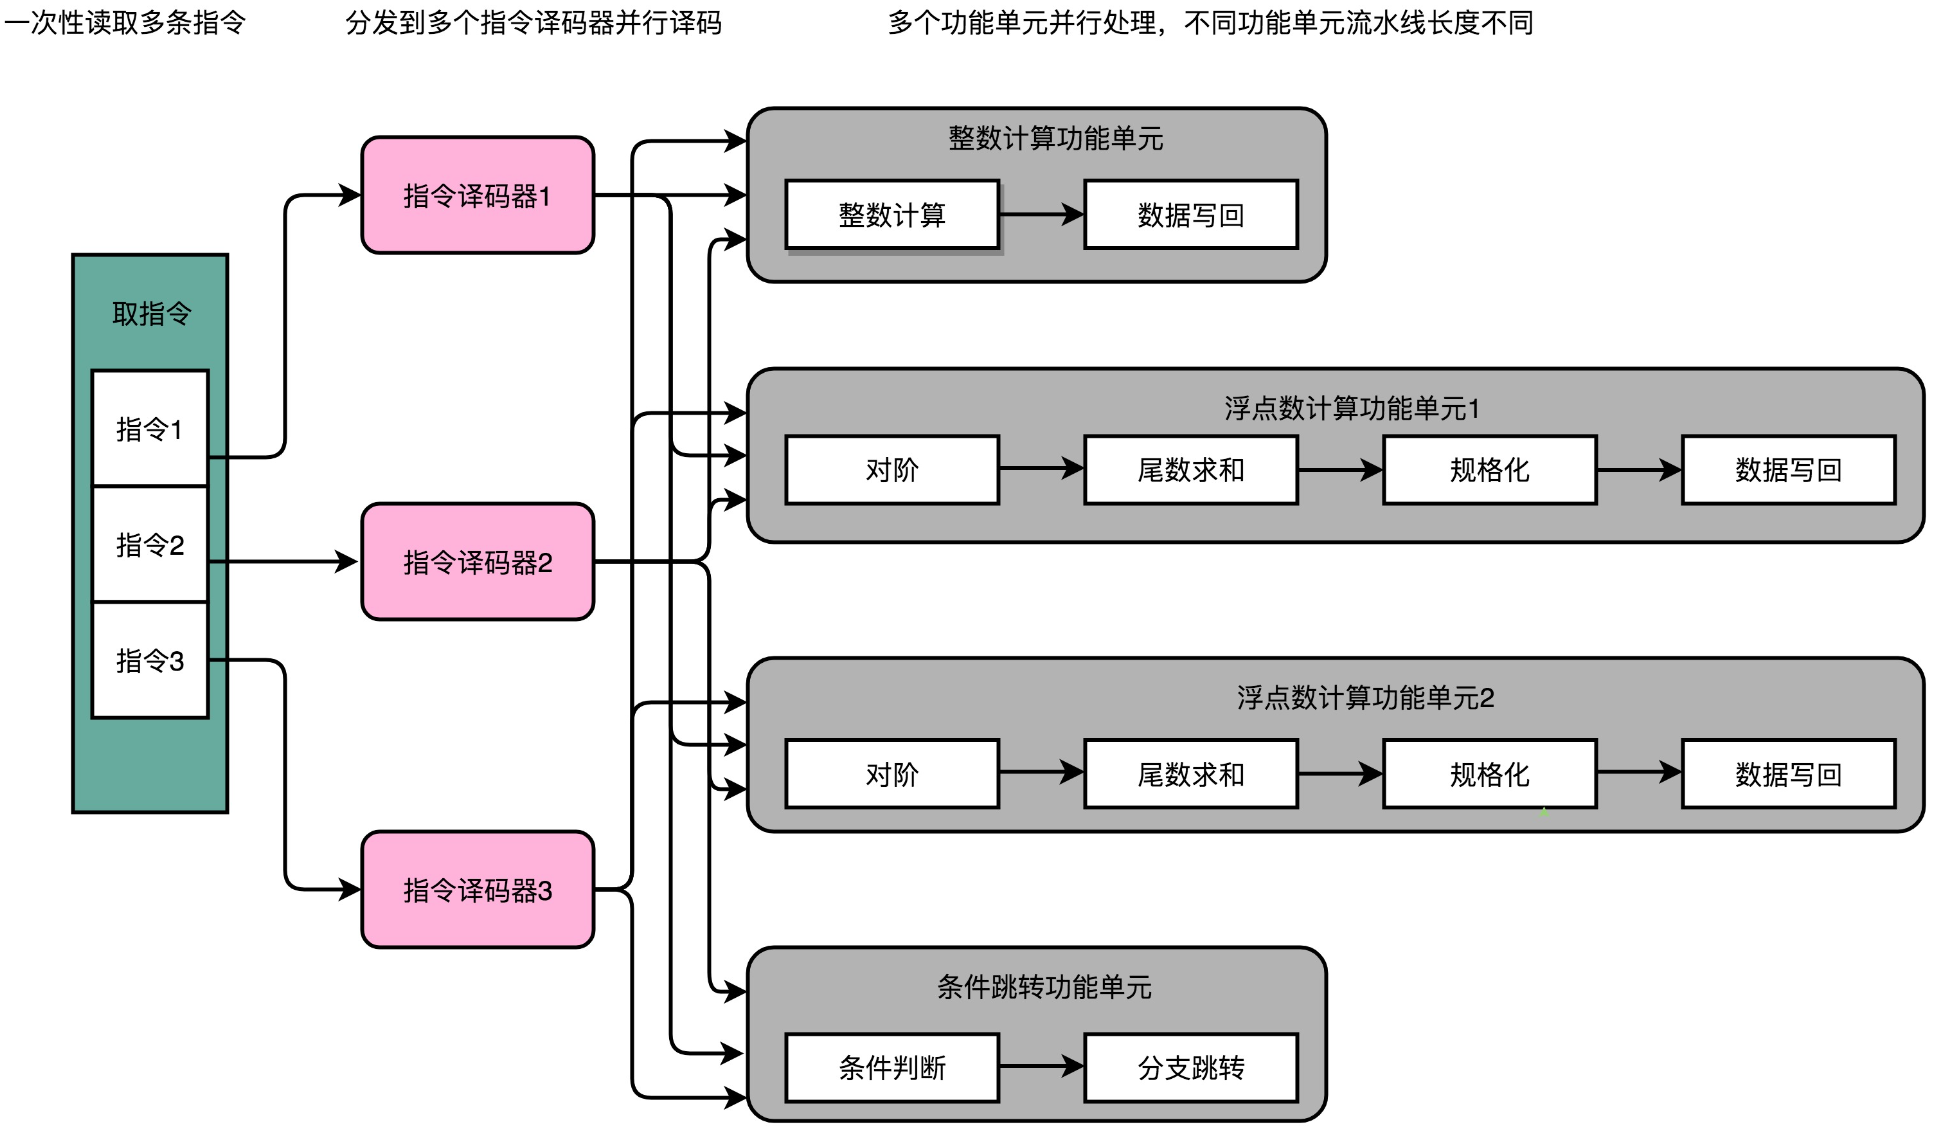 一次性读取多条指令
分发到多个指令译码器并行译码
多个功能单元并行处理，不同功能单元流水线长度不同
取指令
指令1
指令2
指令3
指令译码器1
指令译码器2
指令译码器3
整数计算功能单元
整数计算
数据写回
浮点数计算功能单元1
对阶
尾数求和
规格化
数据写回
浮点数计算功能单元2
对阶
尾数求和
规格化
数据写回
条件跳转功能单元
条件判断
分支跳转